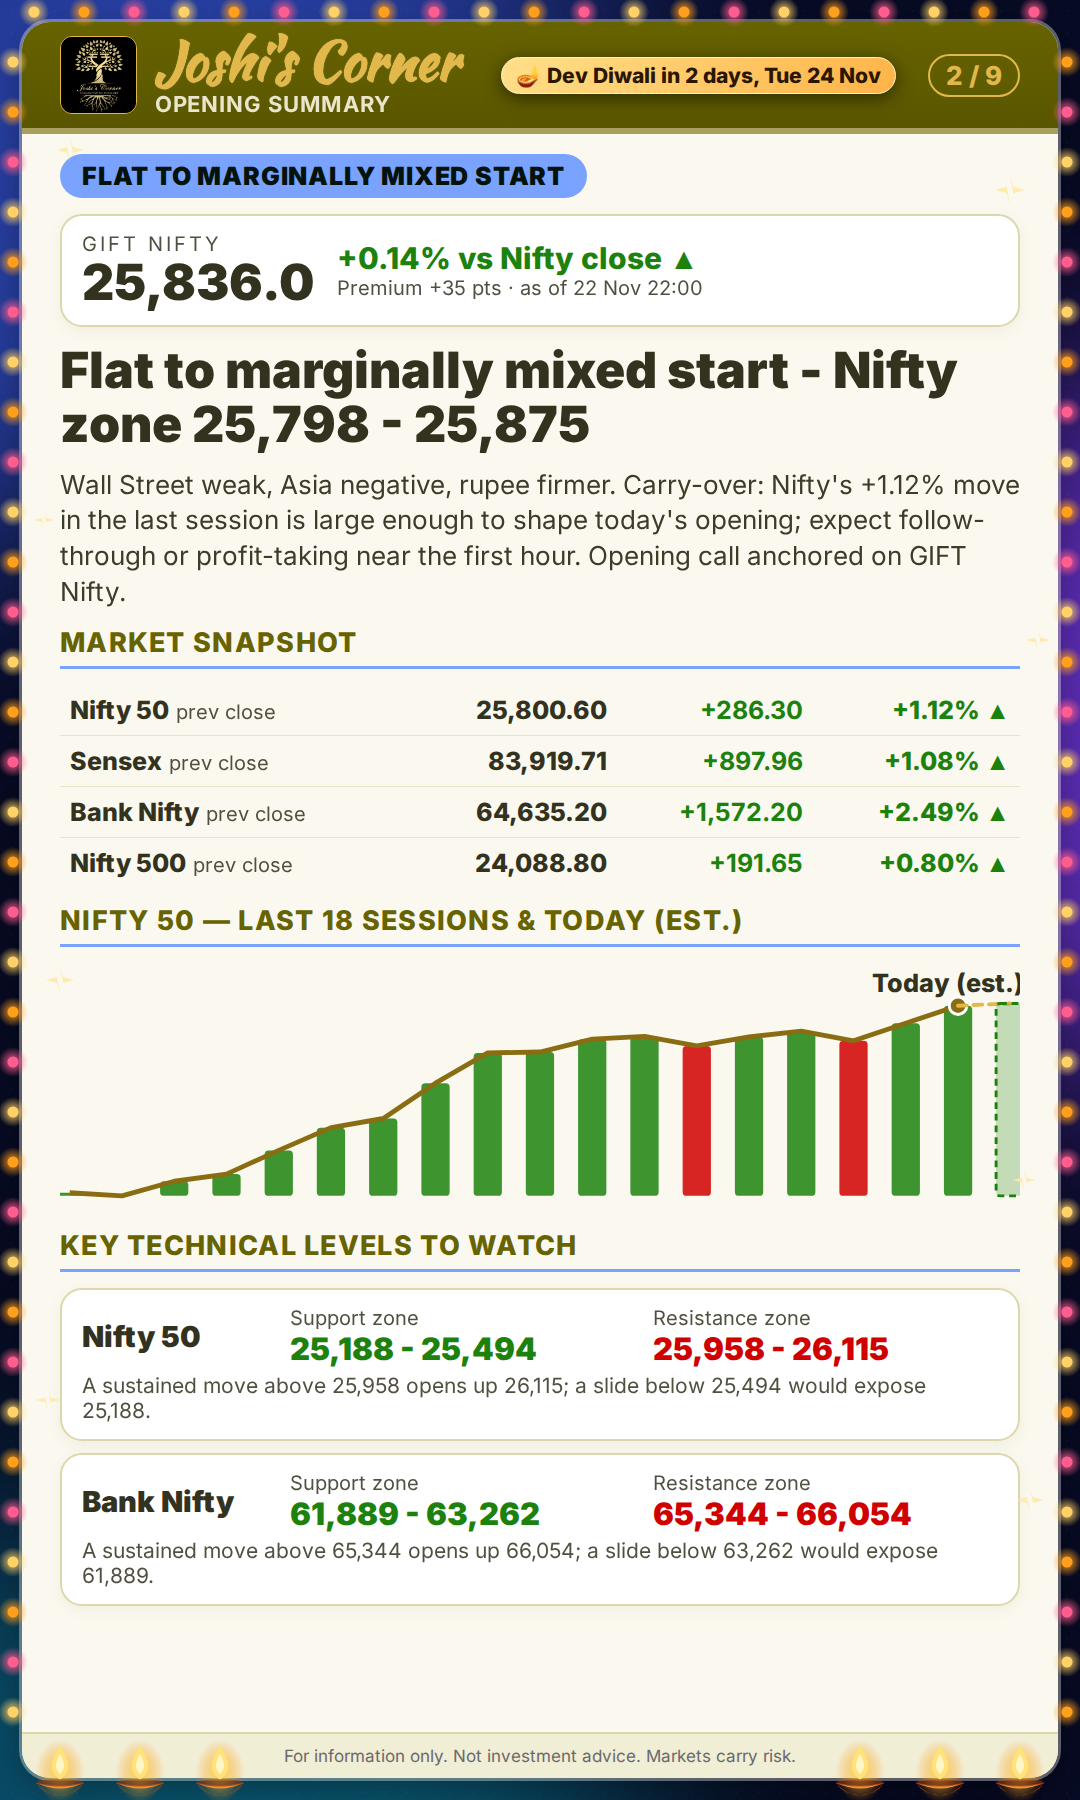 Joshi's Corner
Joshi's Corner
OPENING SUMMARY
🪔 Dev Diwali in 2 days, Tue 24 Nov
2 / 9
FLAT TO MARGINALLY MIXED START
GIFT NIFTY
25,836.0
+0.14% vs Nifty close ▲
Premium +35 pts · as of 22 Nov 22:00
Flat to marginally mixed start - Nifty
zone 25,798 - 25,875
Wall Street weak, Asia negative, rupee firmer. Carry-over: Nifty's +1.12% move
in the last session is large enough to shape today's opening; expect follow-
through or profit-taking near the first hour. Opening call anchored on GIFT
Nifty.
MARKET SNAPSHOT
Nifty 50 prev close 25,800.60 +286.30 +1.12% ▲
Sensex prev close 83,919.71 +897.96 +1.08% ▲
Bank Nifty prev close 64,635.20 +1,572.20 +2.49% ▲
Nifty 500 prev close 24,088.80 +191.65 +0.80% ▲
NIFTY 50 — LAST 18 SESSIONS & TODAY (EST.)
Today (est.)
KEY TECHNICAL LEVELS TO WATCH
Nifty 50
Support zone
25,188 - 25,494
Resistance zone
25,958 - 26,115
A sustained move above 25,958 opens up 26,115; a slide below 25,494 would expose
25,188.
Bank Nifty
Support zone
61,889 - 63,262
Resistance zone
65,344 - 66,054
A sustained move above 65,344 opens up 66,054; a slide below 63,262 would expose
61,889.
For information only. Not investment advice. Markets carry risk.